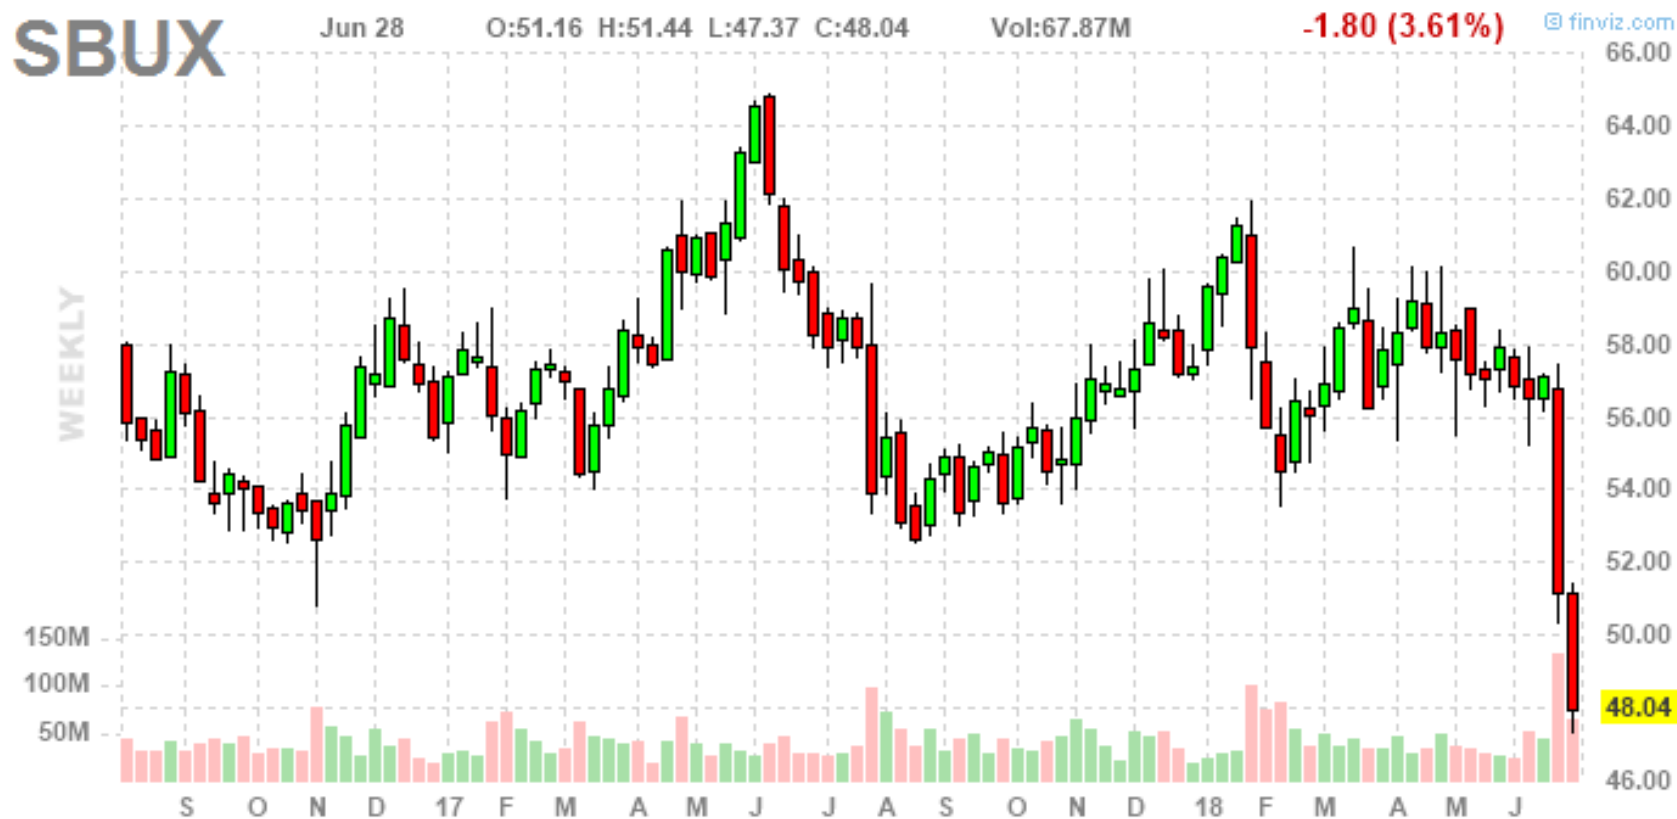 SBUX Jun 28 O:51.16 H:51.44 L:47.37 C:48.04 Vol:67.87M -1.80 (3.61%) © finviz.com
66.00
64.00
62.00
60.00
WEEKLY
58.00
56.00
54.00
52.00
150M 50.00
100M
48.04
50M
46.00
S O N D 17 F M A M J J A S O N D 18 F M A M J